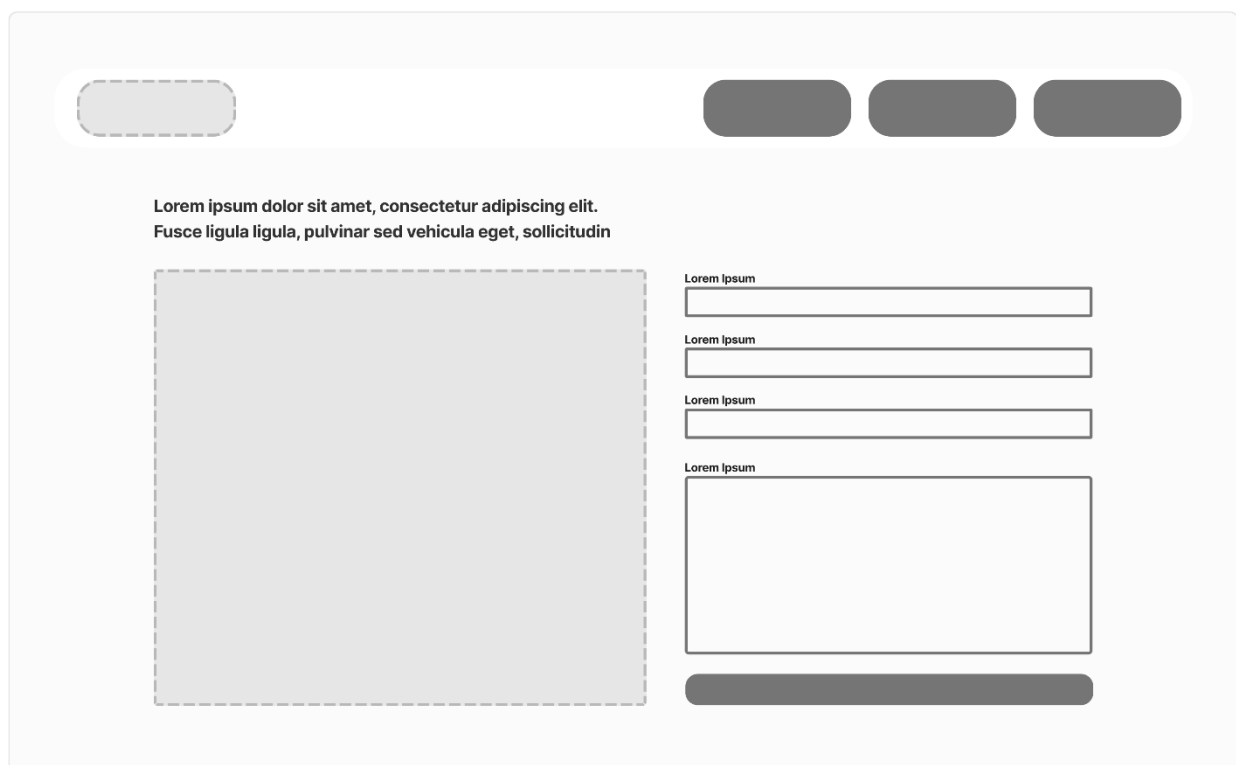 Lorem ipsum dolor sit amet, consectetur adipiscing elit.
Fusce ligula ligula, pulvinar sed vehicula eget, sollicitudin
Lorem Ipsum
Lorem Ipsum
Lorem Ipsum
Lorem Ipsum